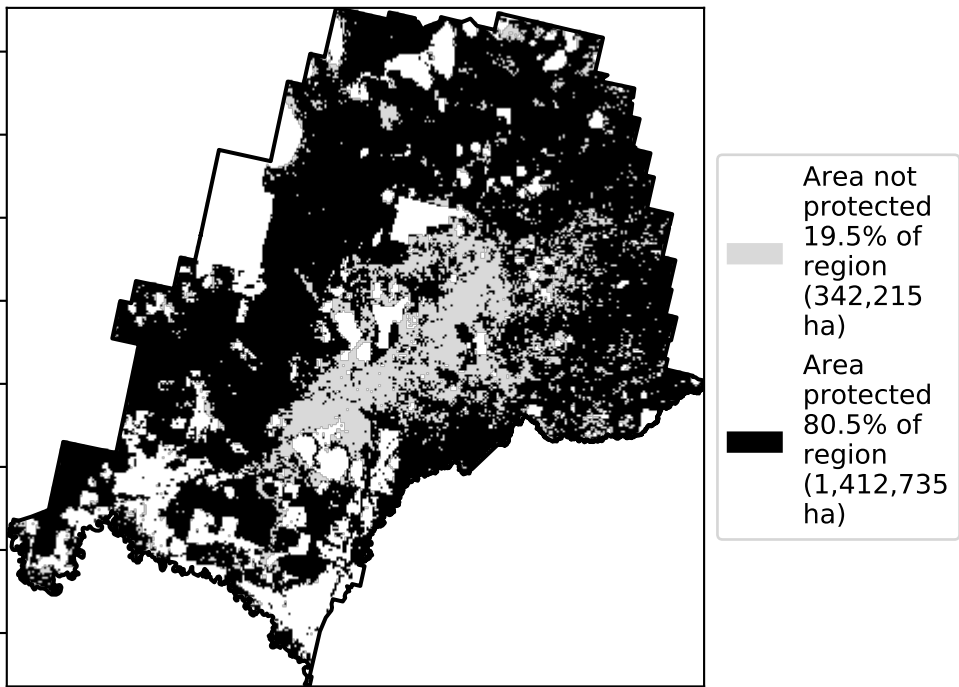 Area not
protected
19.5% of
region
(342,215
ha)
Area
protected
80.5% of
region
(1,412,735
ha)